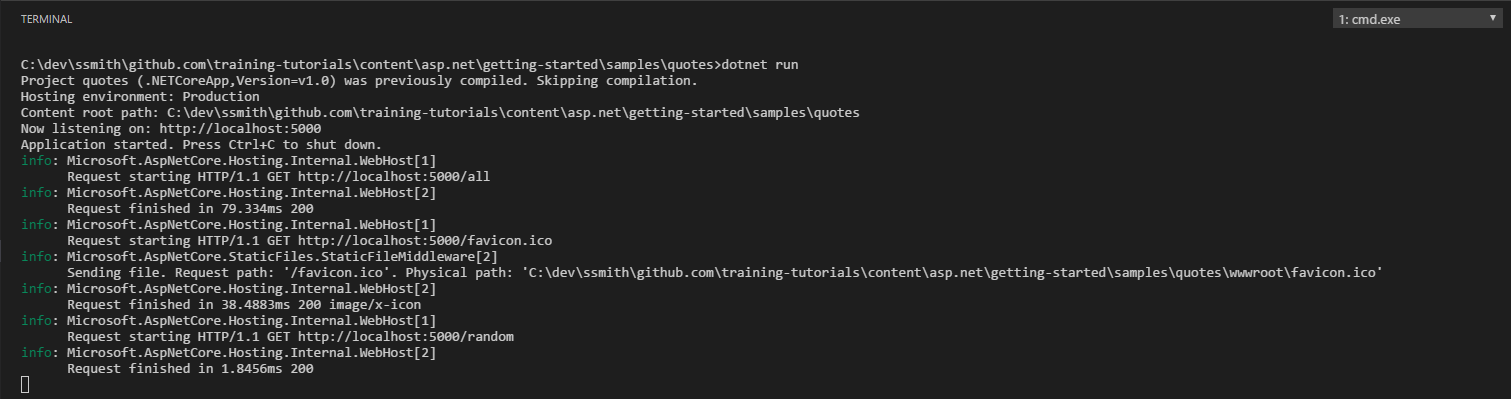 TERMINAL
1: cmd.exe
C:\dev\ssmith\github.com\training-tutorials\content\asp.net\getting-started\samples\quotes>dotnet run
Project quotes (.NETCoreApp,Version=v1.0) was previously compiled. Skipping compilation.
Hosting environment: Production
Content root path: C:\dev\ssmith\github.com\training-tutorials\content\asp.net\getting-started\samples\quotes
Now listening on: http://localhost:5000
Application started. Press Ctrl+C to shut down.
info: Microsoft.AspNetCore.Hosting.Internal.WebHost[1]
      Request starting HTTP/1.1 GET http://localhost:5000/all
info: Microsoft.AspNetCore.Hosting.Internal.WebHost[2]
      Request finished in 79.334ms 200
info: Microsoft.AspNetCore.Hosting.Internal.WebHost[1]
      Request starting HTTP/1.1 GET http://localhost:5000/favicon.ico
info: Microsoft.AspNetCore.StaticFiles.StaticFileMiddleware[2]
      Sending file. Request path: '/favicon.ico'. Physical path: 'C:\dev\ssmith\github.com\training-tutorials\content\asp.net\getting-started\samples\quotes\wwwroot\favicon.ico'
info: Microsoft.AspNetCore.Hosting.Internal.WebHost[2]
      Request finished in 38.4883ms 200 image/x-icon
info: Microsoft.AspNetCore.Hosting.Internal.WebHost[1]
      Request starting HTTP/1.1 GET http://localhost:5000/random
info: Microsoft.AspNetCore.Hosting.Internal.WebHost[2]
      Request finished in 1.8456ms 200